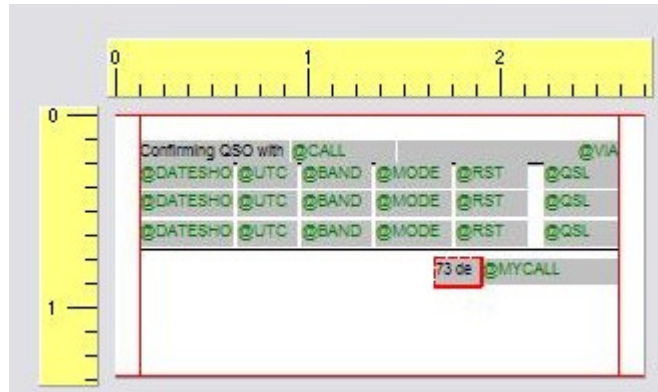 0 1 2
0
Confirming QSO with @CALL @VIA
@DATESHO @UTC @BAND @MODE @RST @QSL
@DATESHO @UTC @BAND @MODE @RST @QSL
@DATESHO @UTC @BAND @MODE @RST @QSL
73 de @MYCALL
1